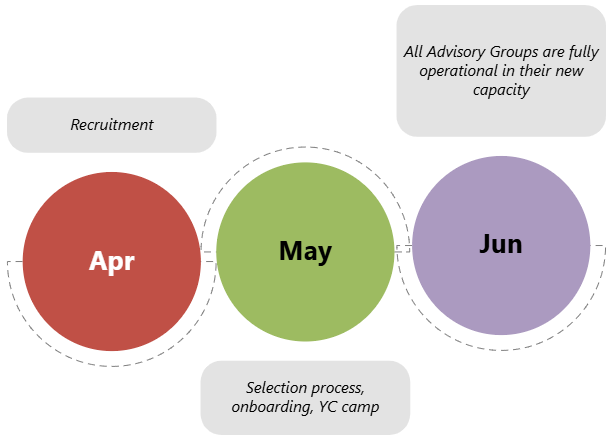 All Advisory Groups are fully
operational in their new
capacity
Recruitment
Apr
May
Jun
Selection process,
onboarding, YC camp